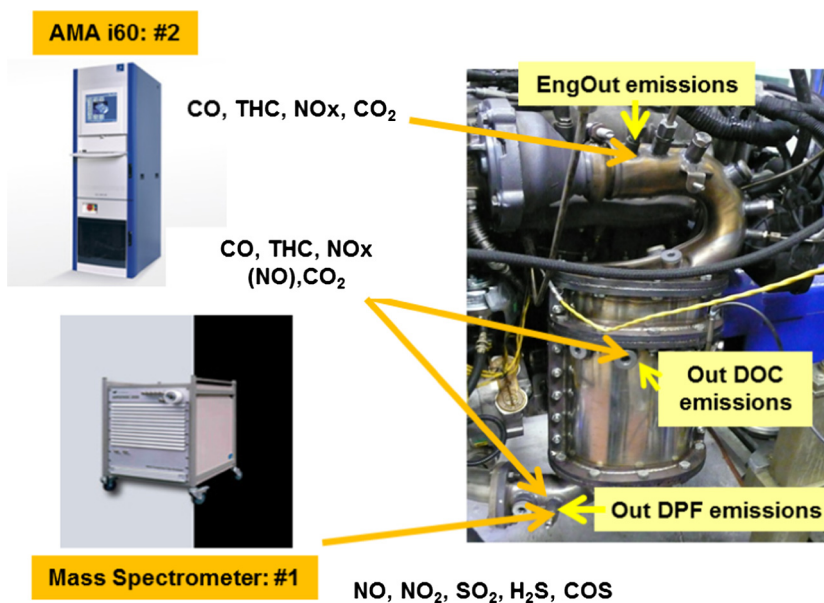 AMA i60: #2
EngOut emissions
CO, THC, NOx, CO₂
CO, THC, NOx
(NO),CO₂
Out DOC
emissions
Out DPF emissions
Mass Spectrometer: #1
NO, NO₂, SO₂, H₂S, COS